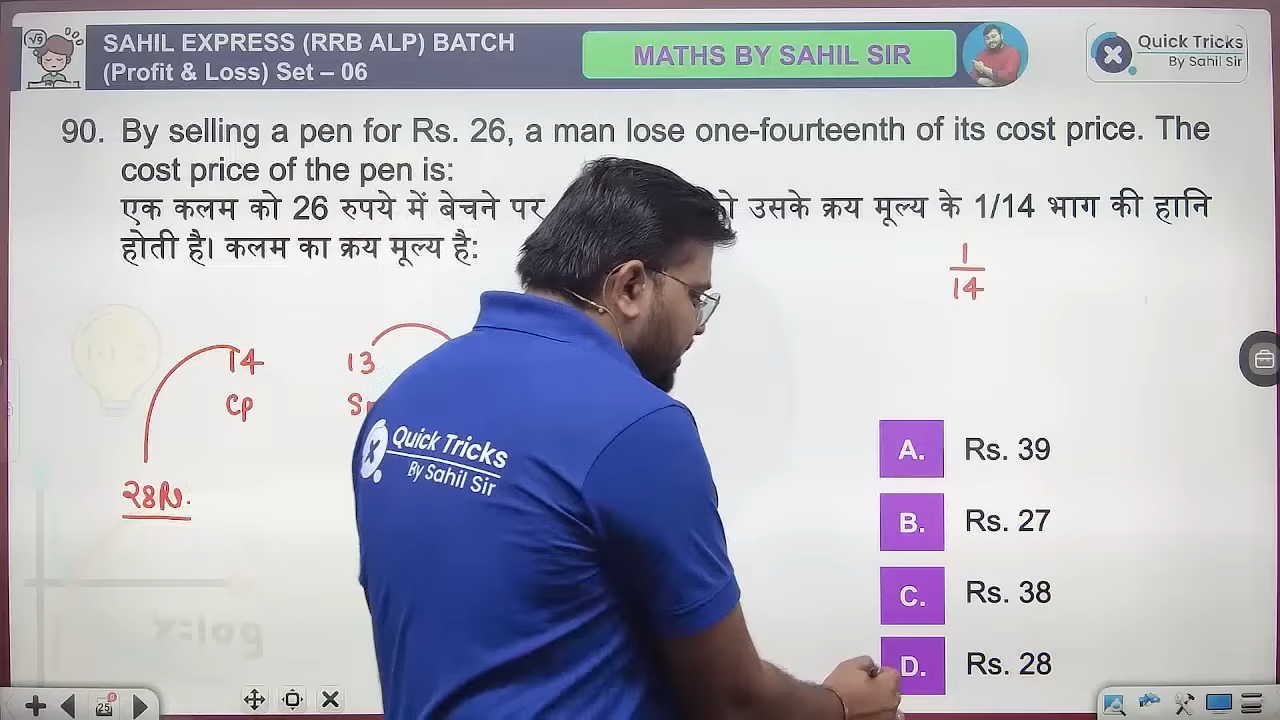 SAHIL EXPRESS (RRB ALP) BATCH
(Profit & Loss) Set – 06
MATHS BY SAHIL SIR
Quick Tricks
By Sahil Sir
√9
90. By selling a pen for Rs. 26, a man lose one-fourteenth of its cost price. The
cost price of the pen is:
एक कलम को 26 रुपये में बेचने पर उसके क्रय मूल्य के 1/14 भाग की हानि
होती है। कलम का क्रय मूल्य है:
1
14
14 13
Cp
28Rs.
Quick Tricks
By Sahil Sir
A. Rs. 39
B. Rs. 27
C. Rs. 38
D. Rs. 28
25